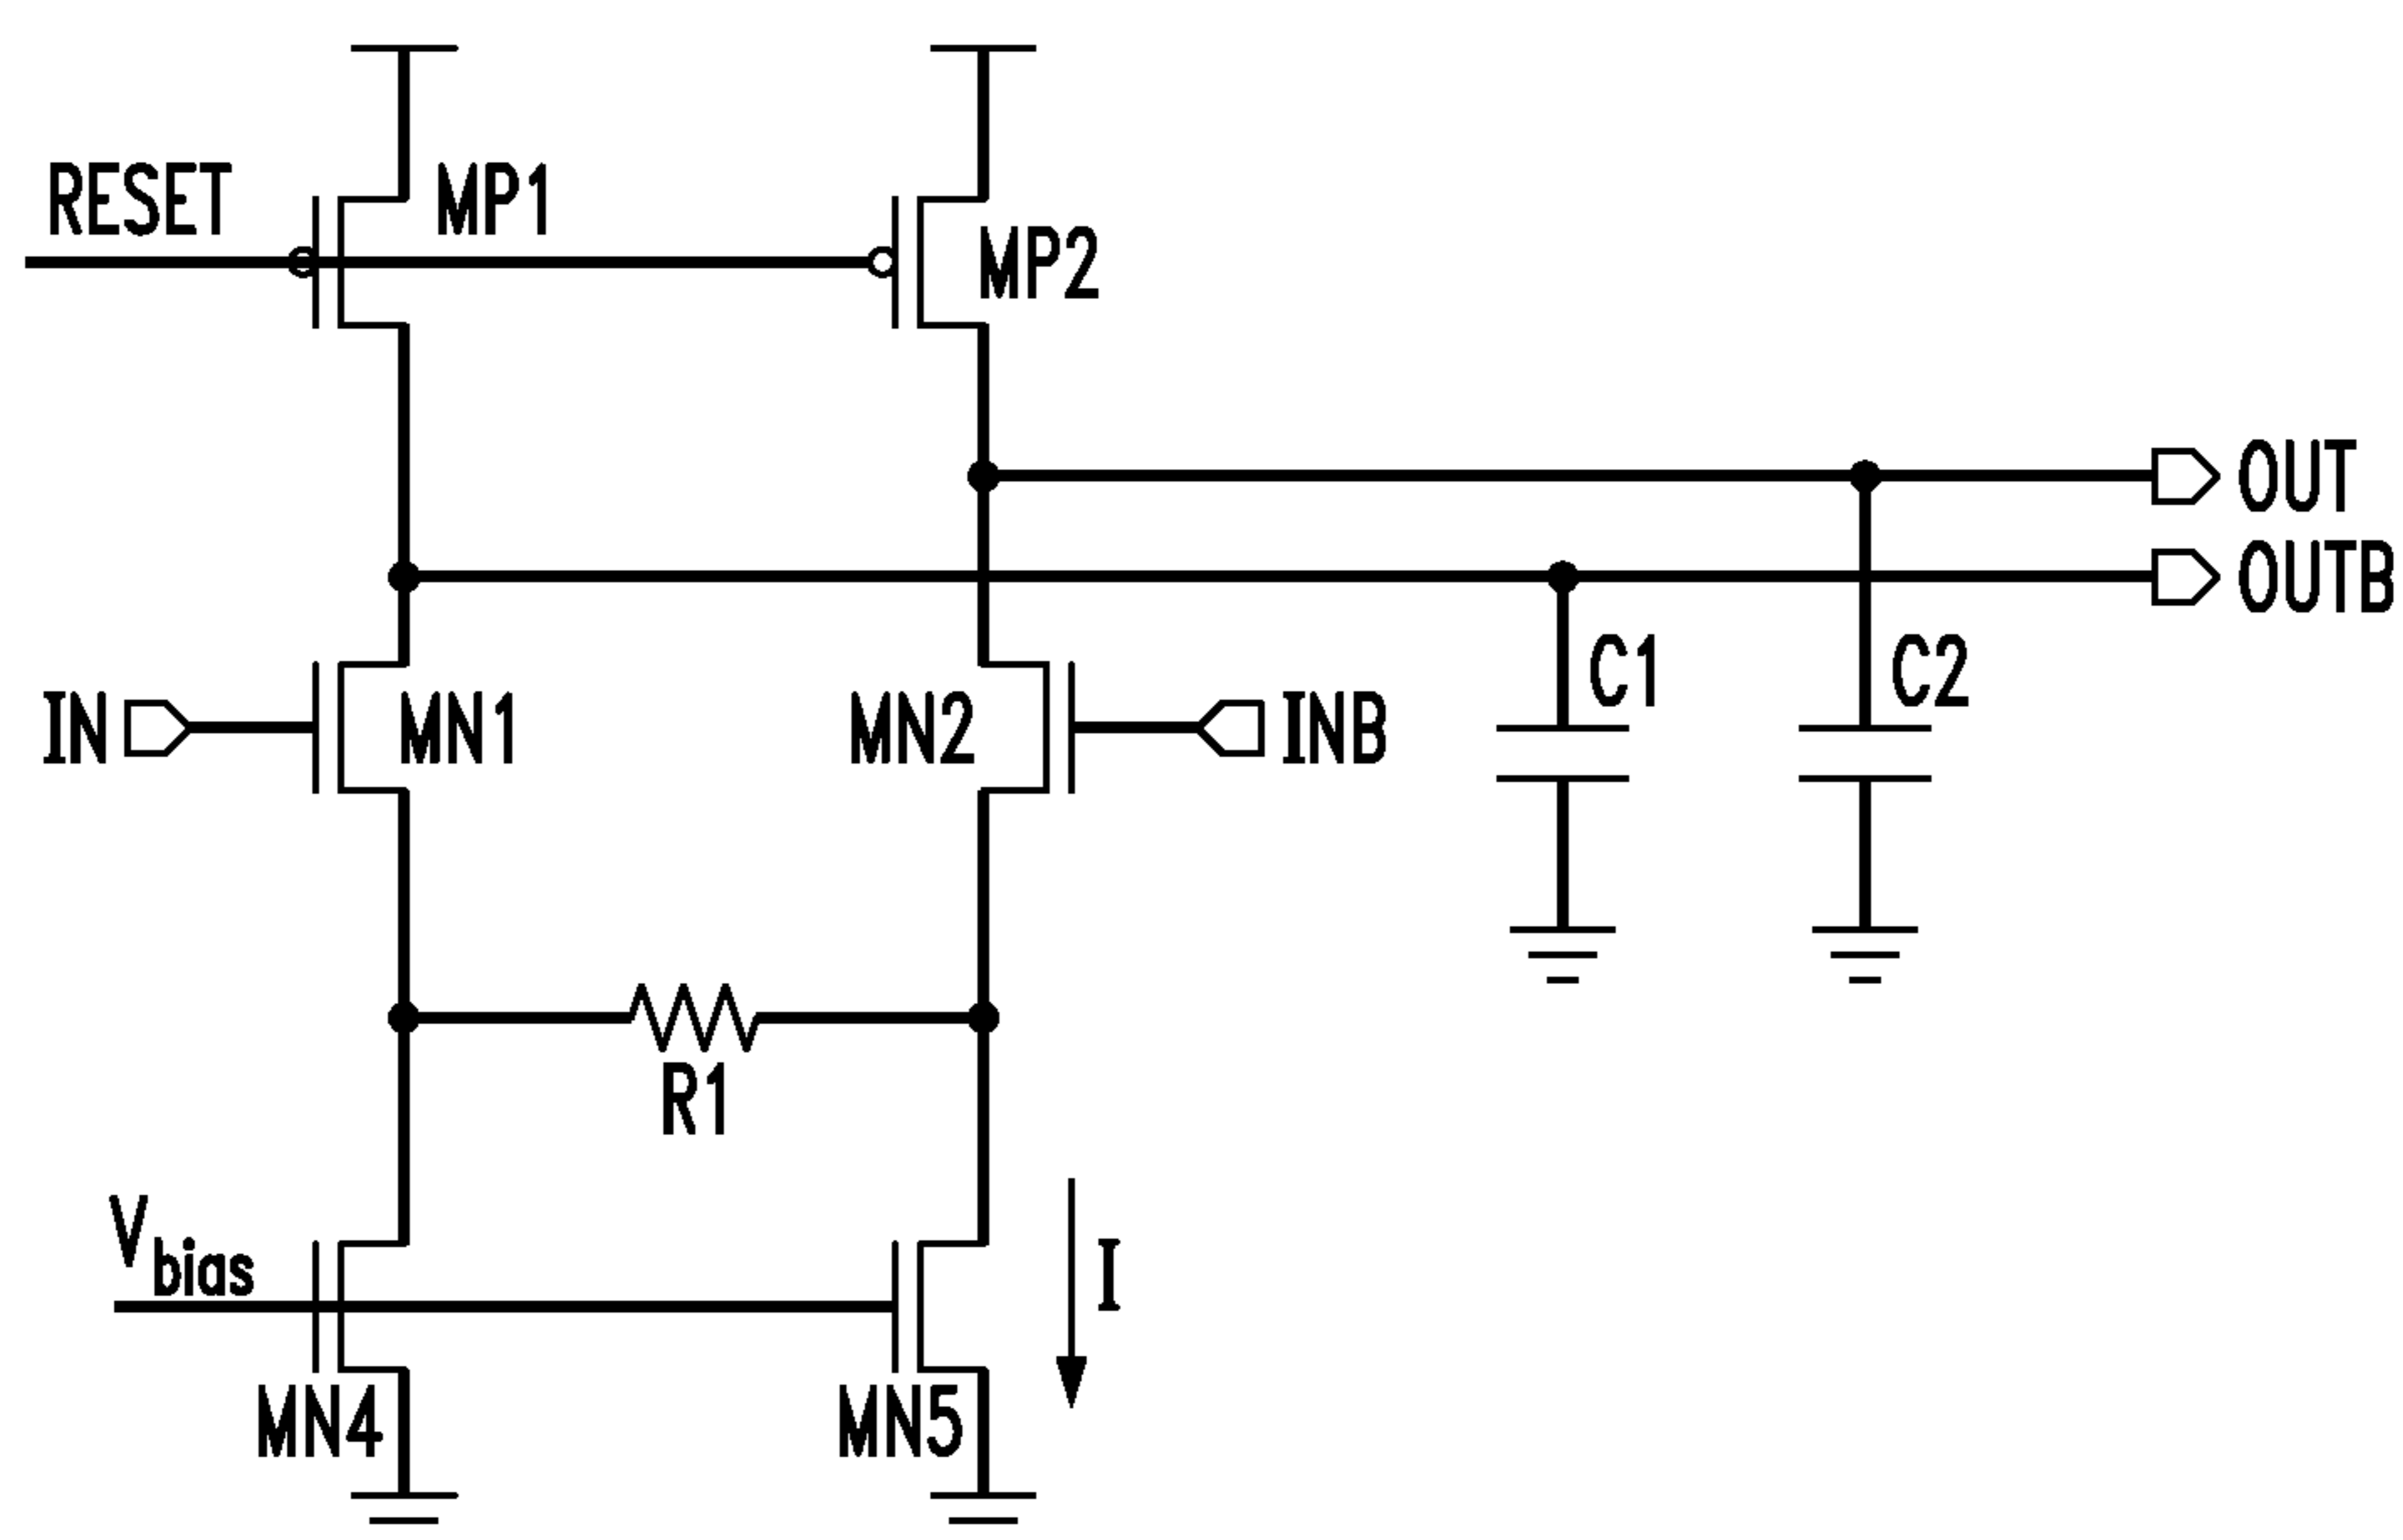 RESET
MP1
MP2
OUT
OUTB
C1
C2
IN
MN1
MN2
INB
R1
Vbias
I
MN4
MN5